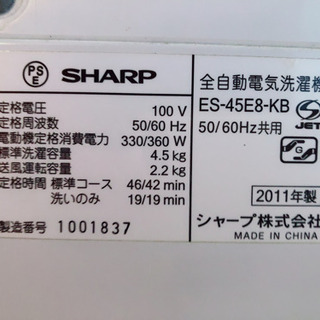 PSE SHARP
全自動電気洗濯機
ES-45E8-KB
50/60Hz共用
JET
定格電圧 100 V
定格周波数 50/60 Hz
電動機定格消費電力 330/360 W
標準洗濯容量 4.5 kg
送風運転容量 2.2 kg
定格時間 標準コース 46/42 min
洗いのみ 19/19 min
製造番号 1001837
2011年製
シャープ株式会
MADE IN CHINA